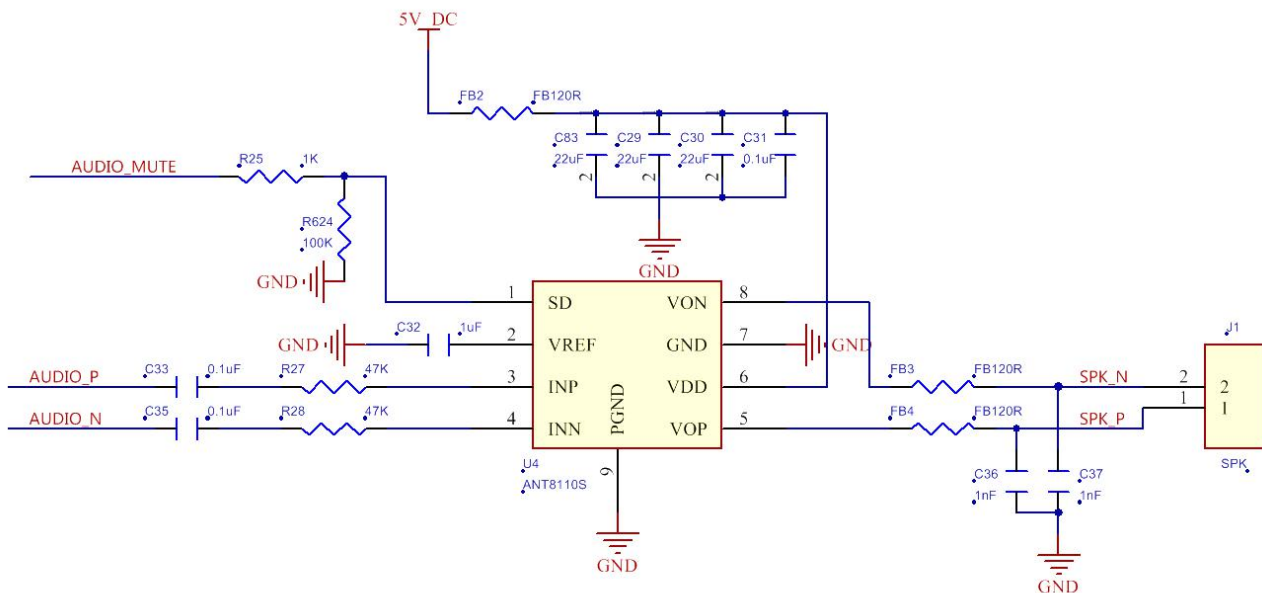 5V_DC
FB2 FB120R
C83 C29 C30 C31
22uF 22uF 22uF 0.1uF
2 2 2
AUDIO_MUTE R25 1K
R624
100K
GND
GND
1 SD VON 8
GND C32 1uF 2 VREF GND 7 GND
AUDIO_P C33 0.1uF R27 47K 3 INP VDD 6
AUDIO_N C35 0.1uF R28 47K 4 INN VOP 5
PGND
9
U4
ANT8110S
GND
FB3 FB120R SPK_N 2
FB4 FB120R SPK_P 1
J1
2
1
SPK
C36 C37
1nF 1nF
GND